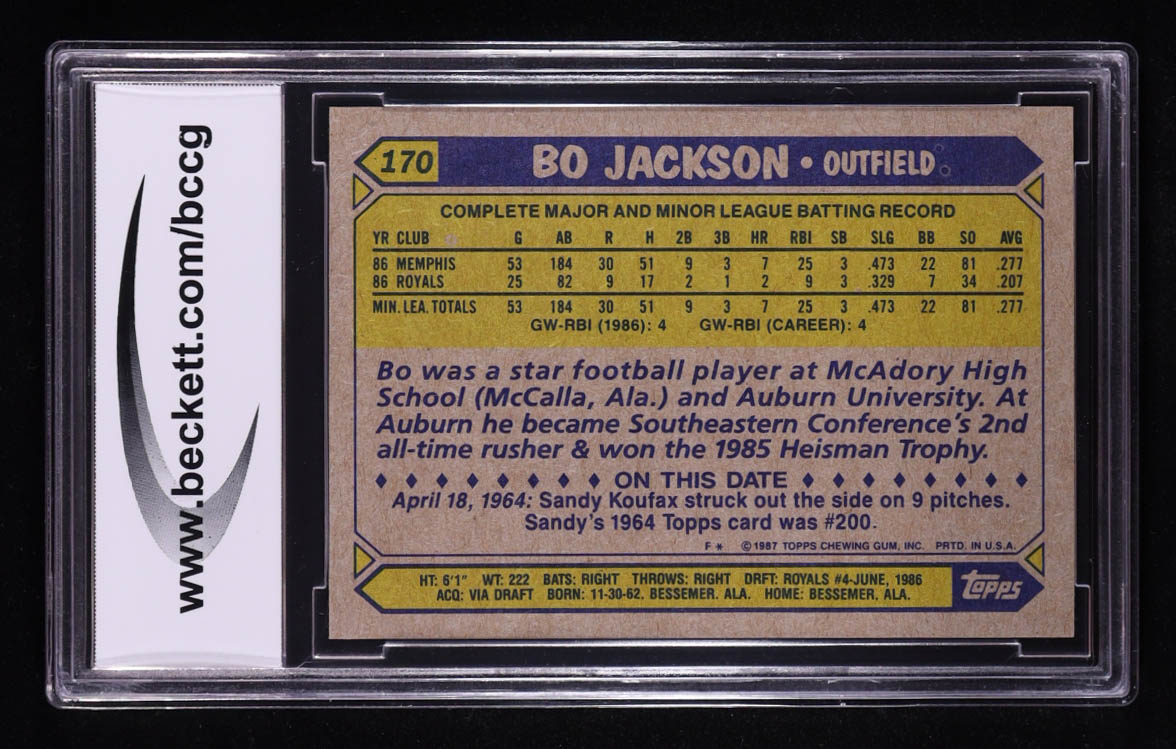 www.beckett.com/bccg
170 BO JACKSON • OUTFIELD
COMPLETE MAJOR AND MINOR LEAGUE BATTING RECORD
YR CLUB G AB R H 2B 3B HR RBI SB SLG BB SO AVG
86 MEMPHIS 53 184 30 51 9 3 7 25 3 .473 22 81 .277
86 ROYALS 25 82 9 17 2 1 2 9 3 .329 7 34 .207
MIN. LEA. TOTALS 53 184 30 51 9 3 7 25 3 .473 22 81 .277
GW-RBI (1986): 4 GW-RBI (CAREER): 4
Bo was a star football player at McAdory High
School (McCalla, Ala.) and Auburn University. At
Auburn he became Southeastern Conference's 2nd
all-time rusher & won the 1985 Heisman Trophy.
♦ ♦ ♦ ♦ ♦ ♦ ♦ ♦ ON THIS DATE ♦ ♦ ♦ ♦ ♦ ♦ ♦ ♦
April 18, 1964: Sandy Koufax struck out the side on 9 pitches.
Sandy's 1964 Topps card was #200.
F * © 1987 TOPPS CHEWING GUM, INC. PRTD. IN U.S.A.
HT: 6'1" WT: 222 BATS: RIGHT THROWS: RIGHT DRFT: ROYALS #4-JUNE, 1986
ACQ: VIA DRAFT BORN: 11-30-62, BESSEMER, ALA. HOME: BESSEMER, ALA.
Topps